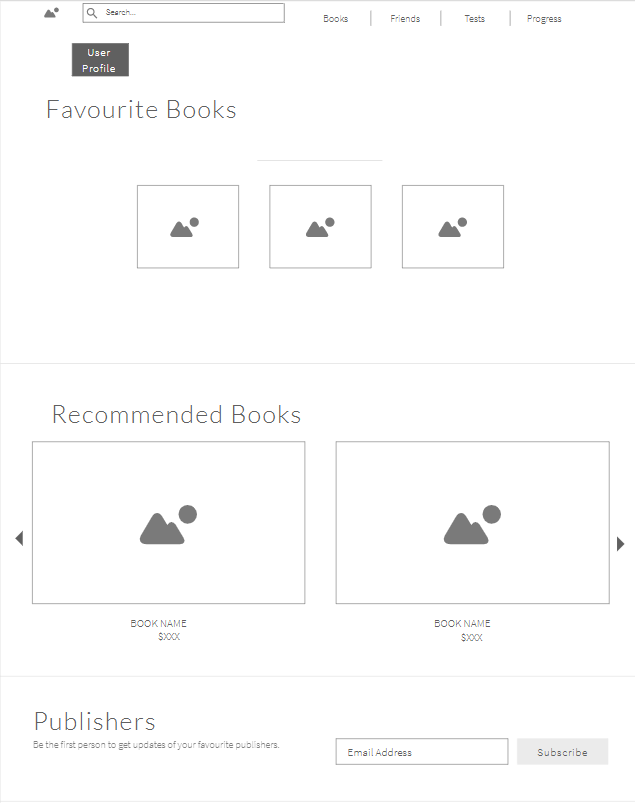 Search...
Books
Friends
Tests
Progress
User
Profile
Favourite Books
Recommended Books
BOOK NAME
$XXX
BOOK NAME
$XXX
Publishers
Be the first person to get updates of your favourite publishers.
Email Address
Subscribe